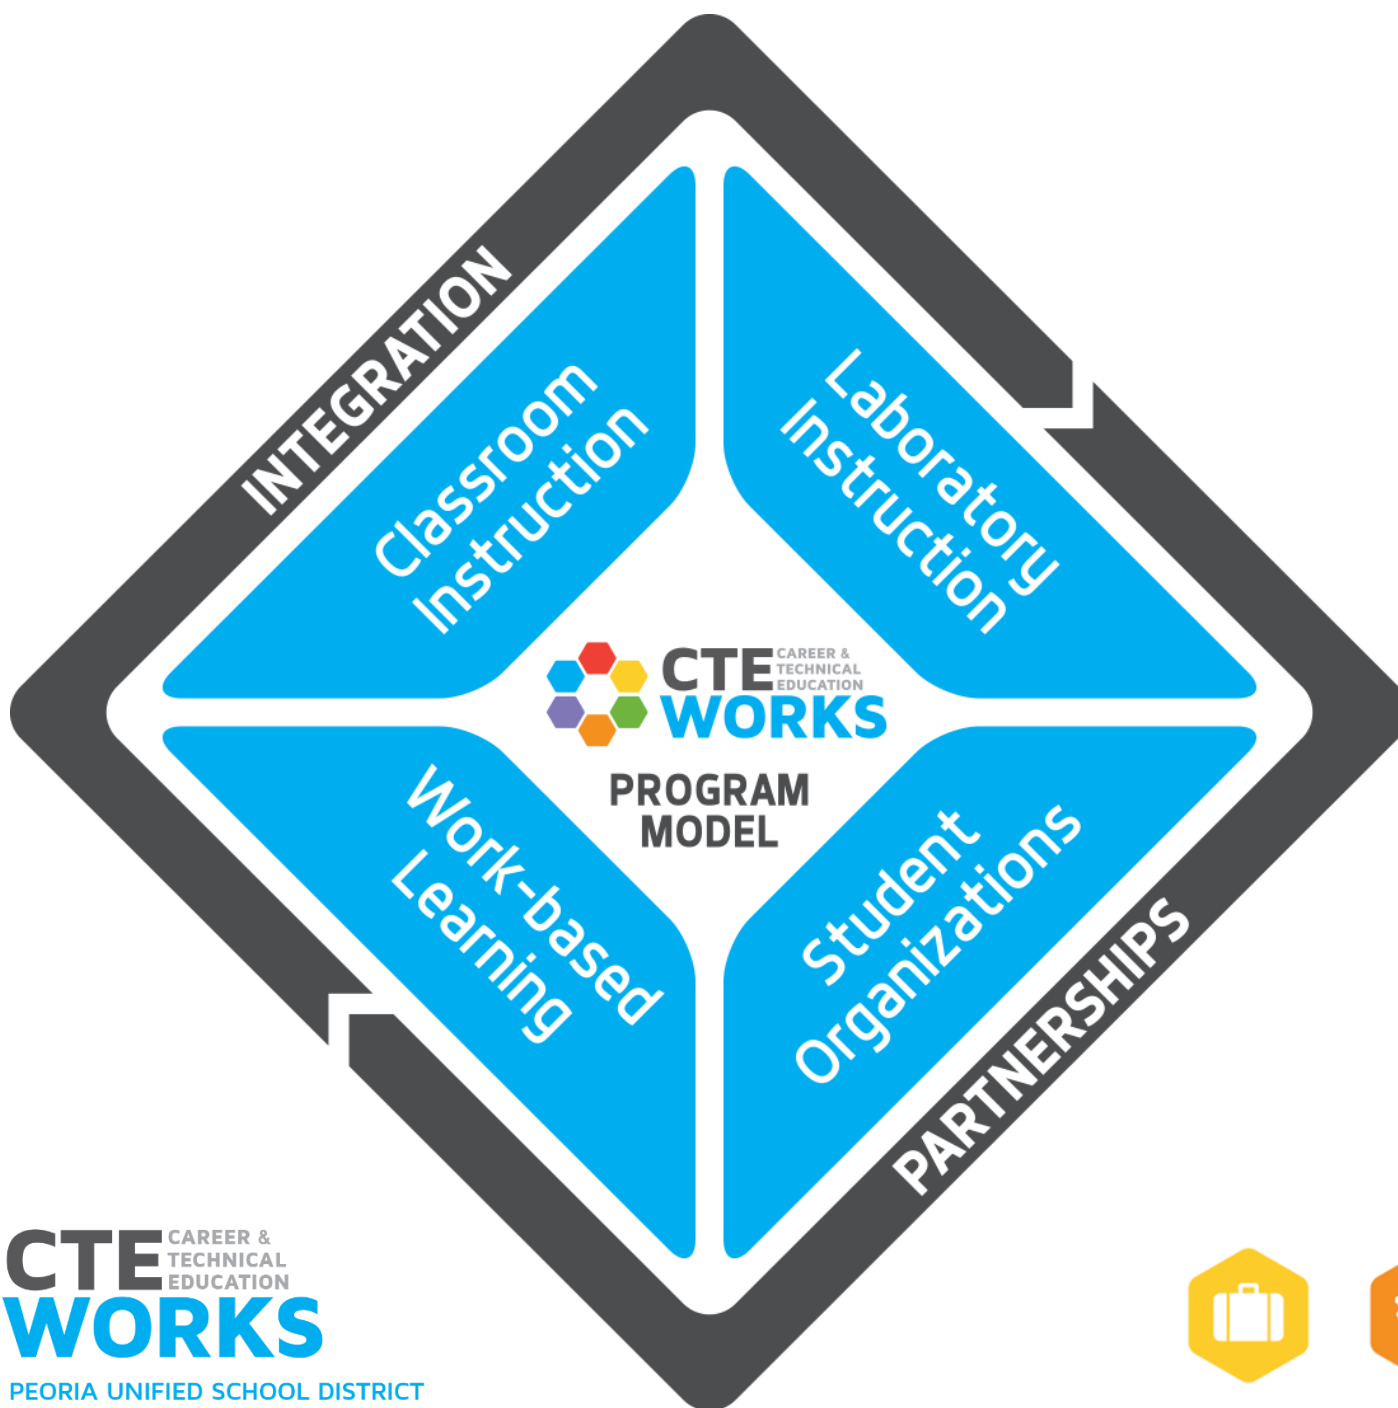 INTEGRATION
Classroom
Instruction
Laboratory
Instruction
CTE CAREER &
TECHNICAL
EDUCATION
WORKS
PROGRAM
MODEL
Work-based
Learning
Student
Organizations
PARTNERSHIPS
CTE CAREER &
TECHNICAL
EDUCATION
WORKS
PEORIA UNIFIED SCHOOL DISTRICT